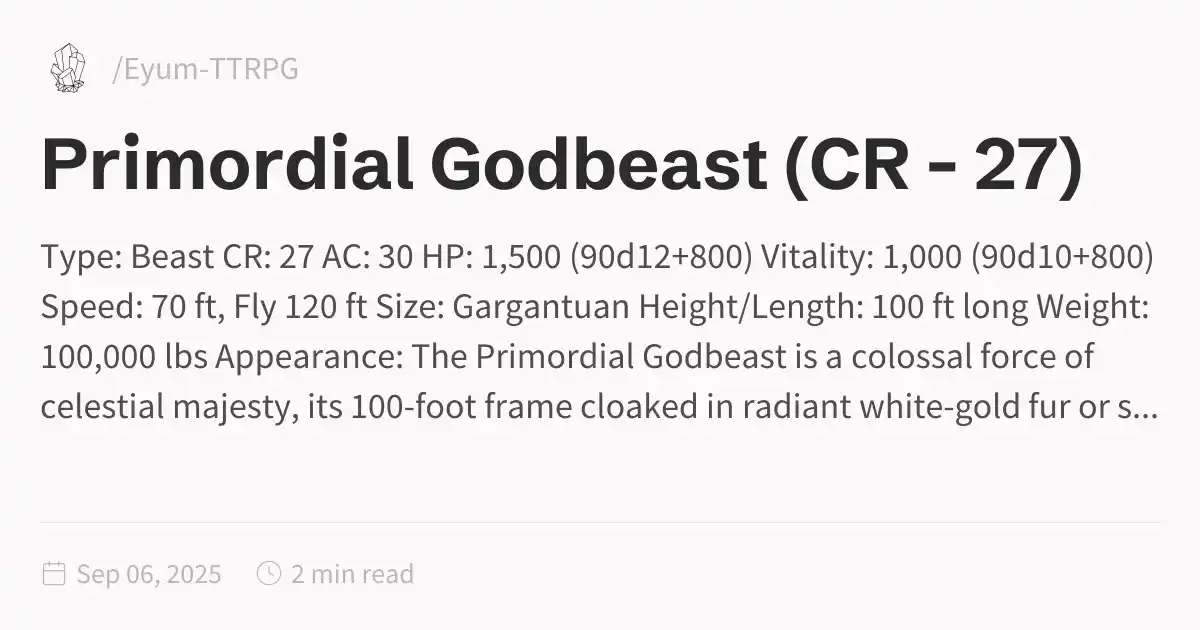 /Eyum-TTRPG
Primordial Godbeast (CR - 27)
Type: Beast CR: 27 AC: 30 HP: 1,500 (90d12+800) Vitality: 1,000 (90d10+800)
Speed: 70 ft, Fly 120 ft Size: Gargantuan Height/Length: 100 ft long Weight:
100,000 lbs Appearance: The Primordial Godbeast is a colossal force of
celestial majesty, its 100-foot frame cloaked in radiant white-gold fur or s...
Sep 06, 2025 2 min read